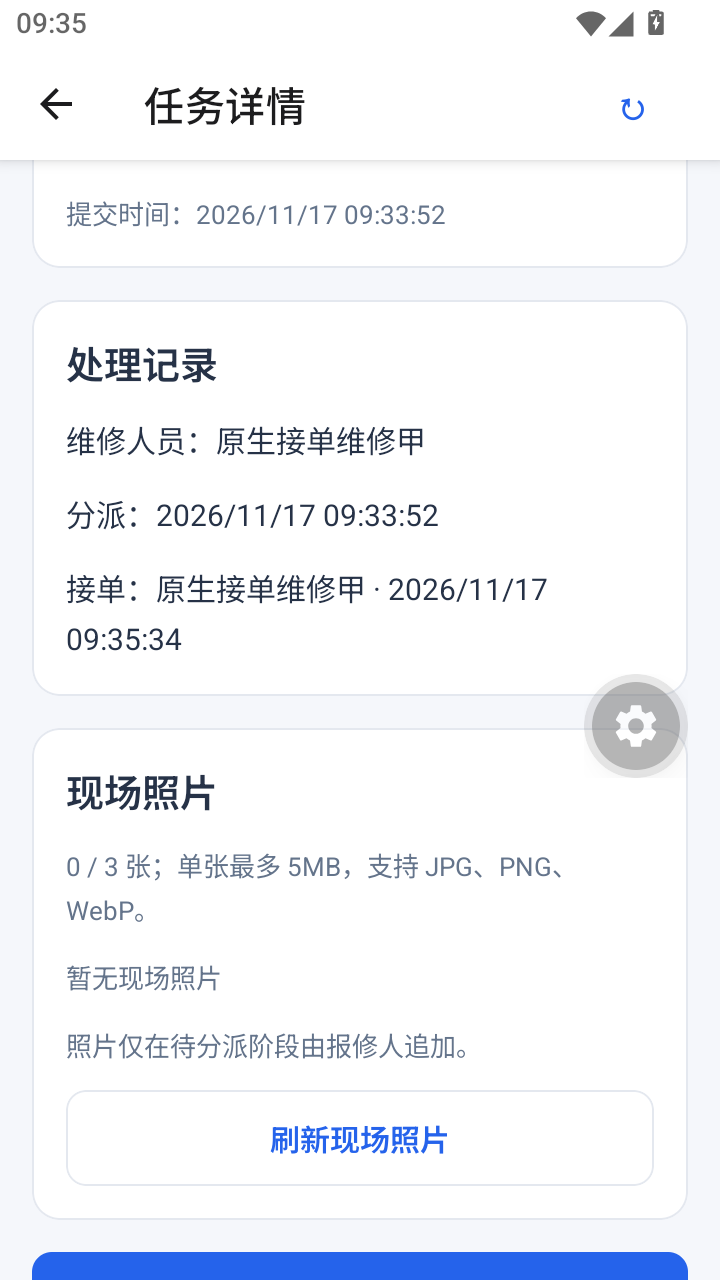 09:35
任务详情
提交时间：2026/11/17 09:33:52
处理记录
维修人员：原生接单维修甲
分派：2026/11/17 09:33:52
接单：原生接单维修甲 · 2026/11/17
09:35:34
现场照片
0 / 3 张；单张最多 5MB，支持 JPG、PNG、
WebP。
暂无现场照片
照片仅在待分派阶段由报修人追加。
刷新现场照片